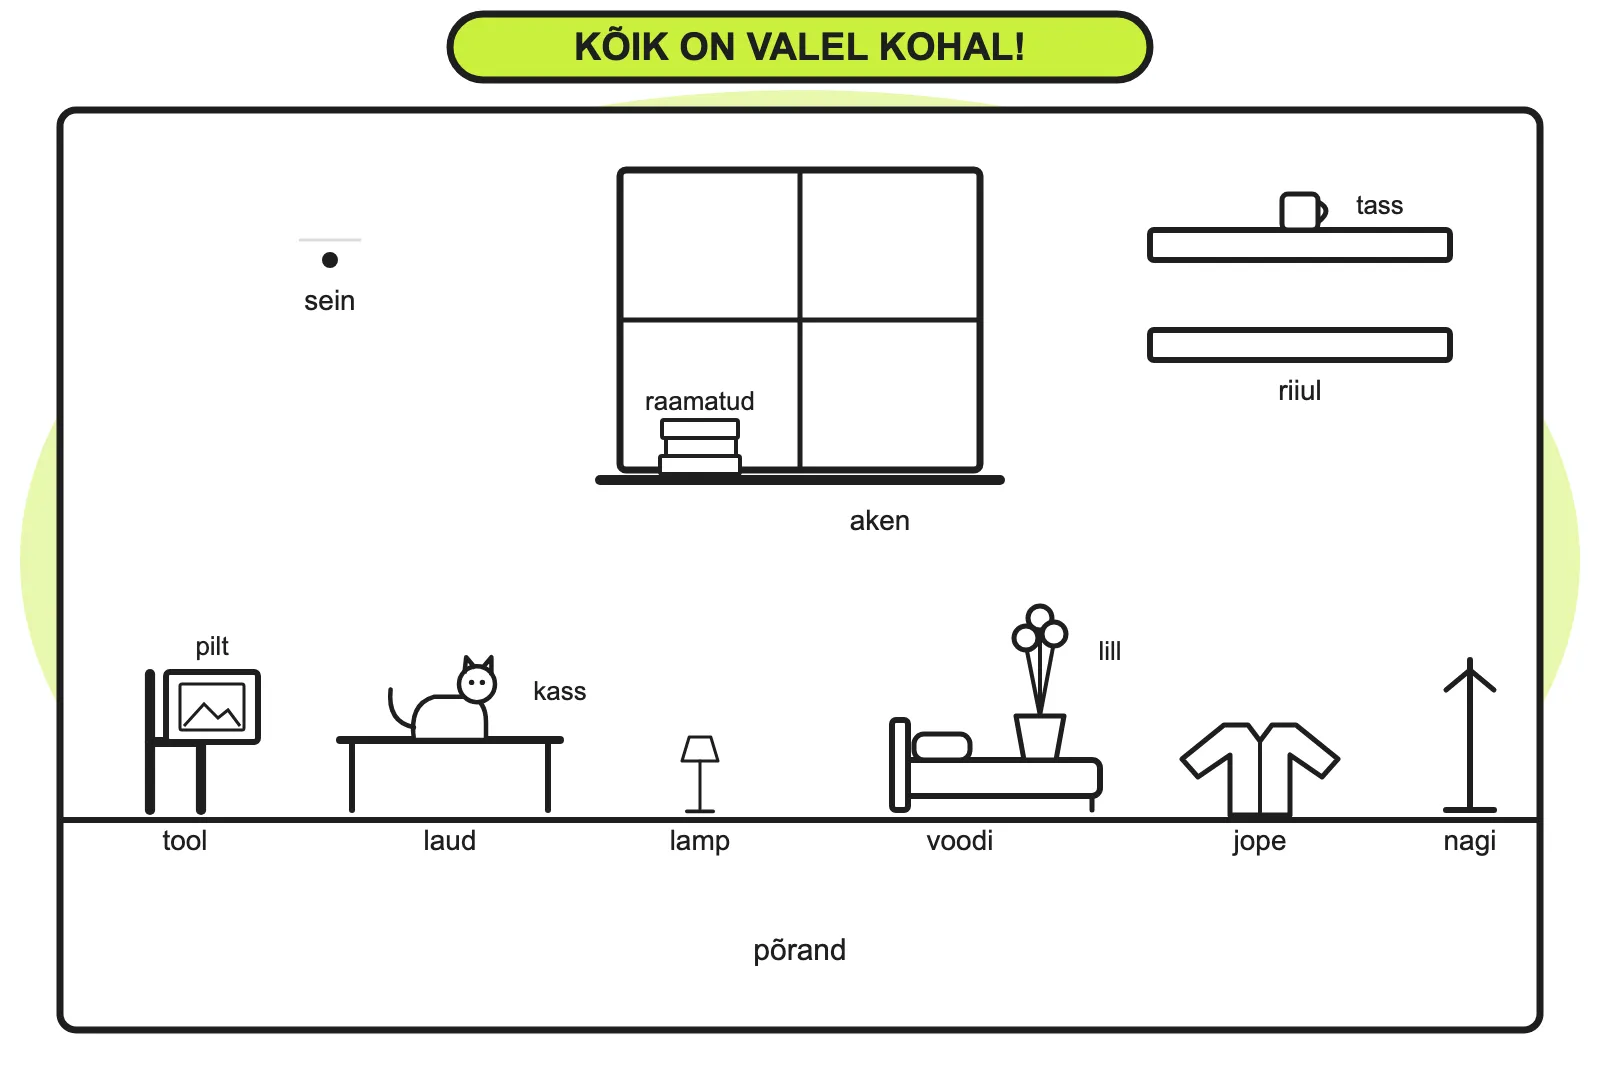 KÕIK ON VALEL KOHAL!
tass
sein
riiul
raamatud
aken
pilt
kass
lill
tool
laud
lamp
voodi
jope
nagi
põrand